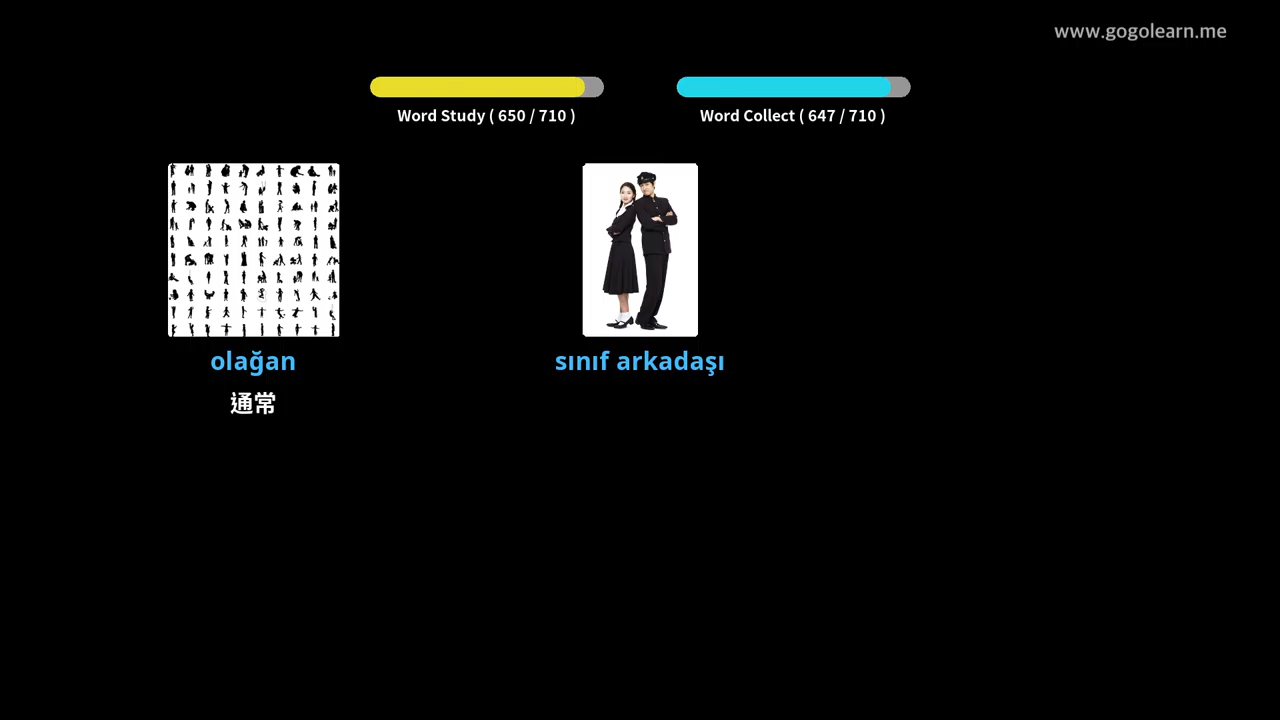 www.gogolearn.me
Word Study ( 650 / 710 )
Word Collect ( 647 / 710 )
olağan
通常
sınıf arkadaşı